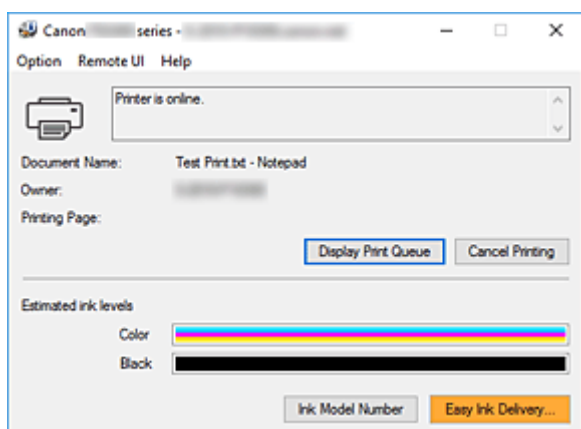 Canon series -
Option Remote UI Help
Printer is online.
Document Name: Test Print.txt - Notepad
Owner:
Printing Page:
Display Print Queue Cancel Printing
Estimated ink levels
Color
Black
Ink Model Number Easy Ink Delivery...